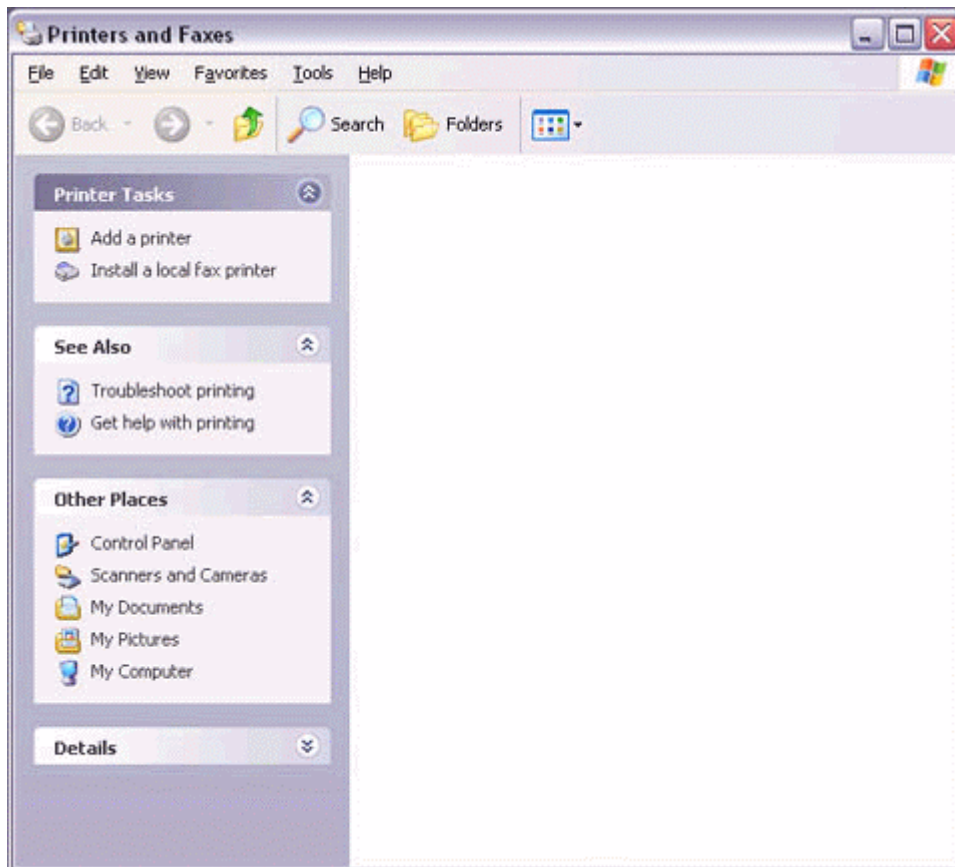 Printers and Faxes
File Edit View Favorites Tools Help
Back Search Folders
Printer Tasks
Add a printer
Install a local fax printer
See Also
Troubleshoot printing
Get help with printing
Other Places
Control Panel
Scanners and Cameras
My Documents
My Pictures
My Computer
Details